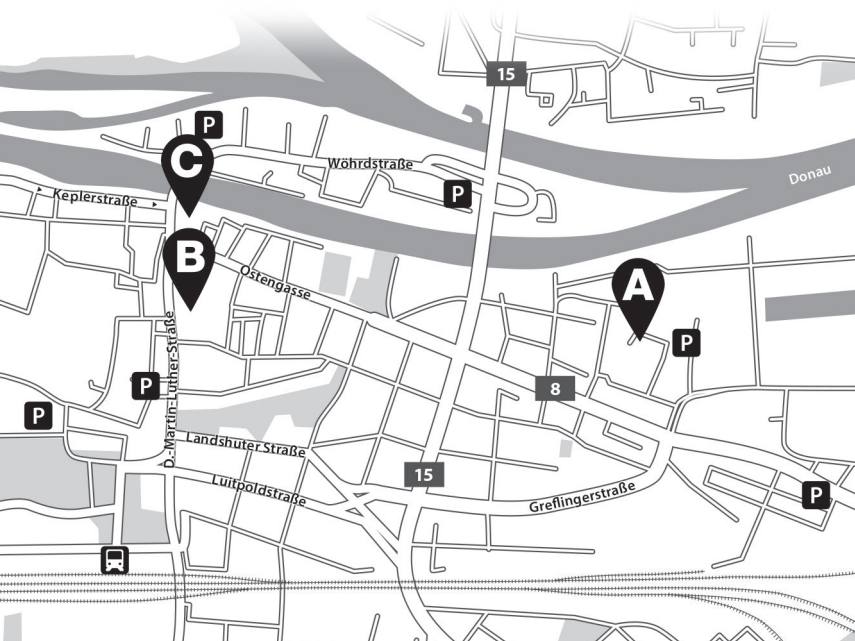 15
P
C
Wöhrdstraße
Donau
P
Keplerstraße
B
Ostengasse
A
P
8
D.-Martin-Luther-Straße
P
P
Landshuter Straße
15
Luitpoldstraße
Greflingerstraße
P